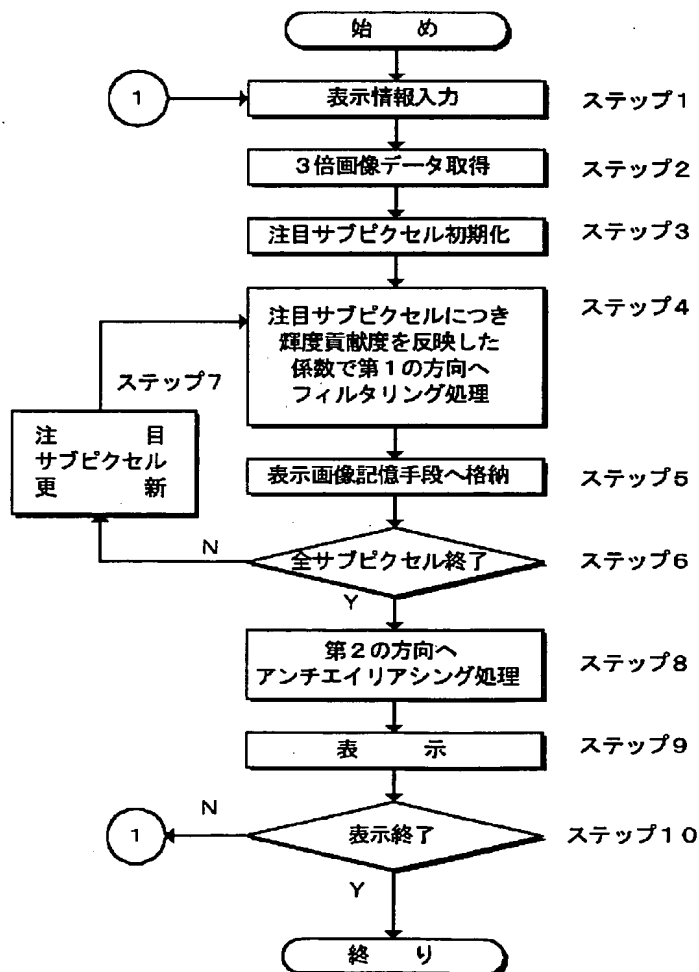 始め
1
表示情報入力
ステップ1
3倍画像データ取得
ステップ2
注目サブピクセル初期化
ステップ3
注目サブピクセルにつき
輝度貢献度を反映した
係数で第1の方向へ
フィルタリング処理
ステップ4
ステップ7
注目
サブピクセル
更新
表示画像記憶手段へ格納
ステップ5
N
全サブピクセル終了
ステップ6
Y
第2の方向へ
アンチエイリアシング処理
ステップ8
表示
ステップ9
N
1
表示終了
ステップ10
Y
終り